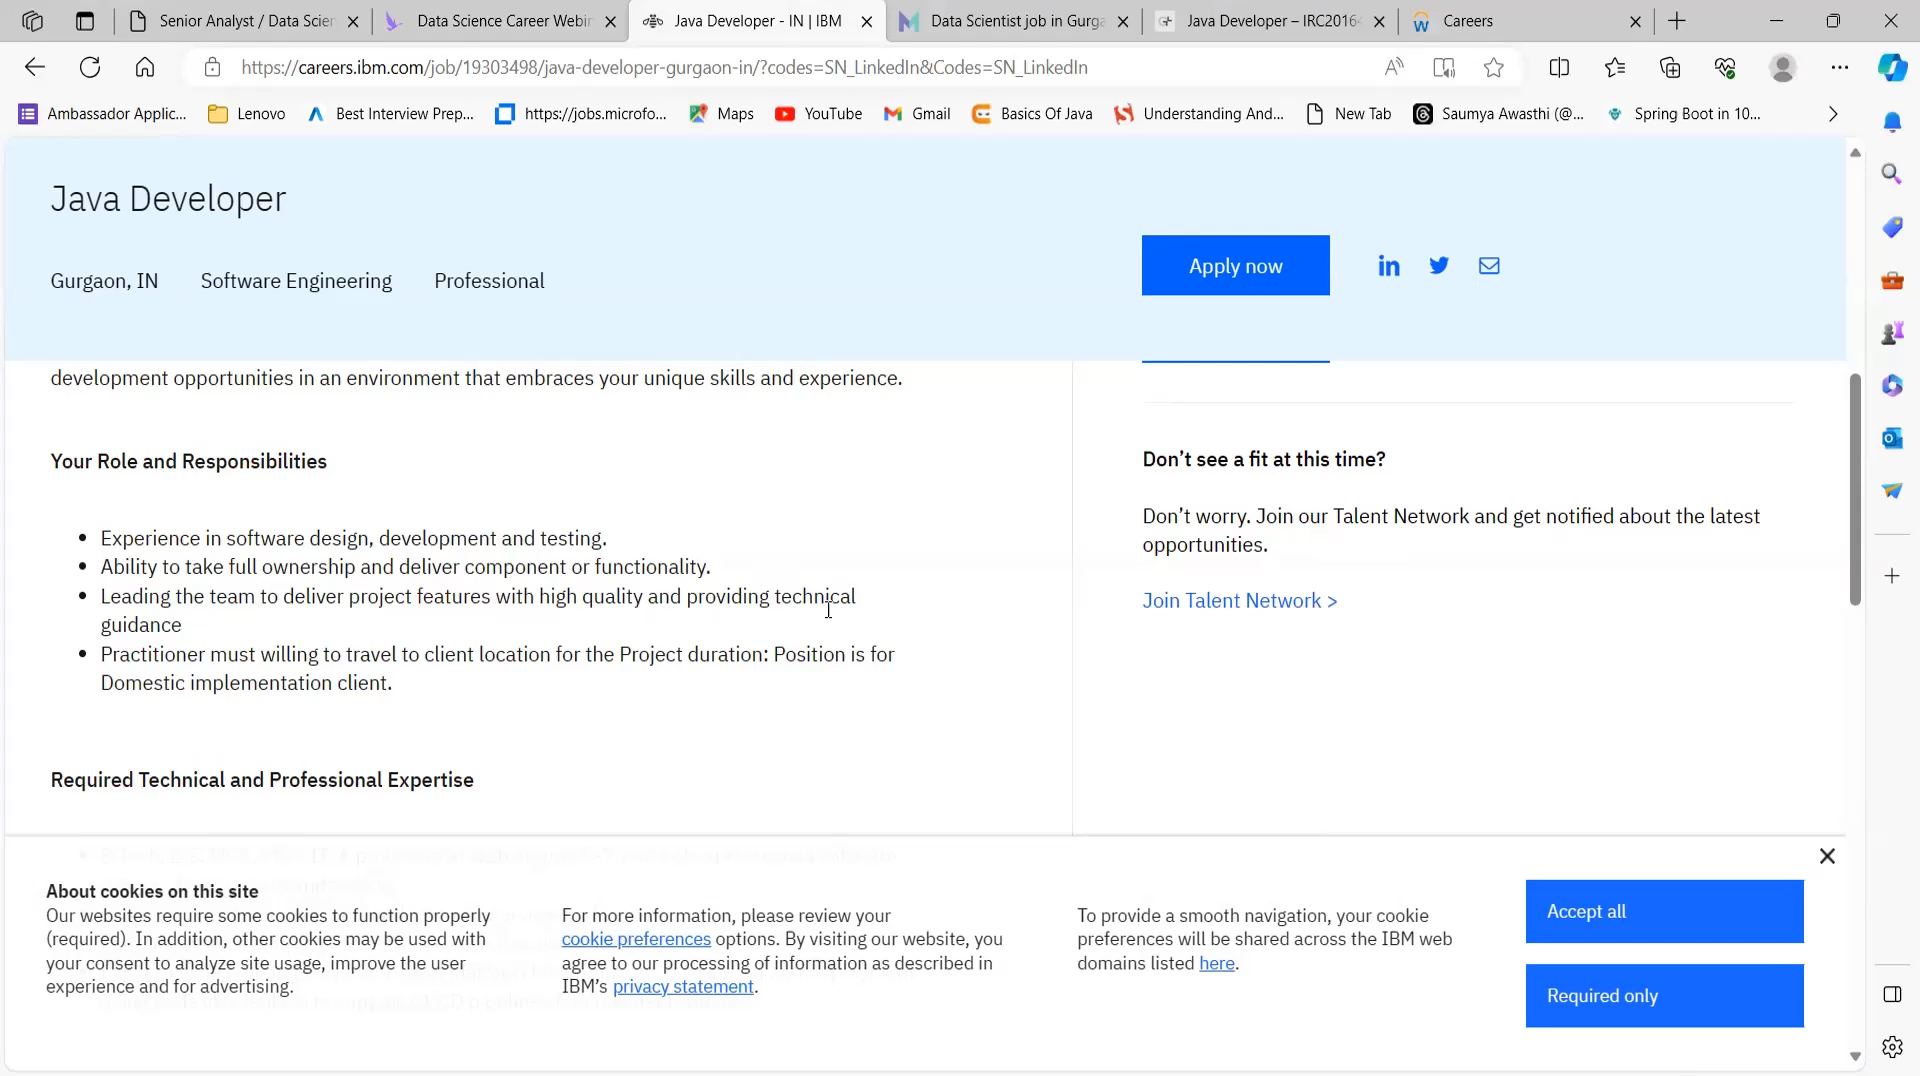 Senior Analyst / Data Scien
Data Science Career Webin
Java Developer - IN | IBM
Data Scientist job in Gurga
Java Developer – IRC20164
Careers
https://careers.ibm.com/job/19303498/java-developer-gurgaon-in/?codes=SN_LinkedIn&Codes=SN_LinkedIn
Ambassador Applic...
Lenovo
Best Interview Prep...
https://jobs.microfo...
Maps
YouTube
Gmail
Basics Of Java
Understanding And...
New Tab
Saumya Awasthi (@...
Spring Boot in 10...
Java Developer
Gurgaon, IN
Software Engineering
Professional
Apply now
development opportunities in an environment that embraces your unique skills and experience.
Your Role and Responsibilities
• Experience in software design, development and testing.
• Ability to take full ownership and deliver component or functionality.
• Leading the team to deliver project features with high quality and providing technical
guidance
• Practitioner must willing to travel to client location for the Project duration: Position is for
Domestic implementation client.
Required Technical and Professional Expertise
Don't see a fit at this time?
Don't worry. Join our Talent Network and get notified about the latest
opportunities.
Join Talent Network >
About cookies on this site
Our websites require some cookies to function properly
(required). In addition, other cookies may be used with
your consent to analyze site usage, improve the user
experience and for advertising.
For more information, please review your
cookie preferences options. By visiting our website, you
agree to our processing of information as described in
IBM's privacy statement.
To provide a smooth navigation, your cookie
preferences will be shared across the IBM web
domains listed here.
Accept all
Required only